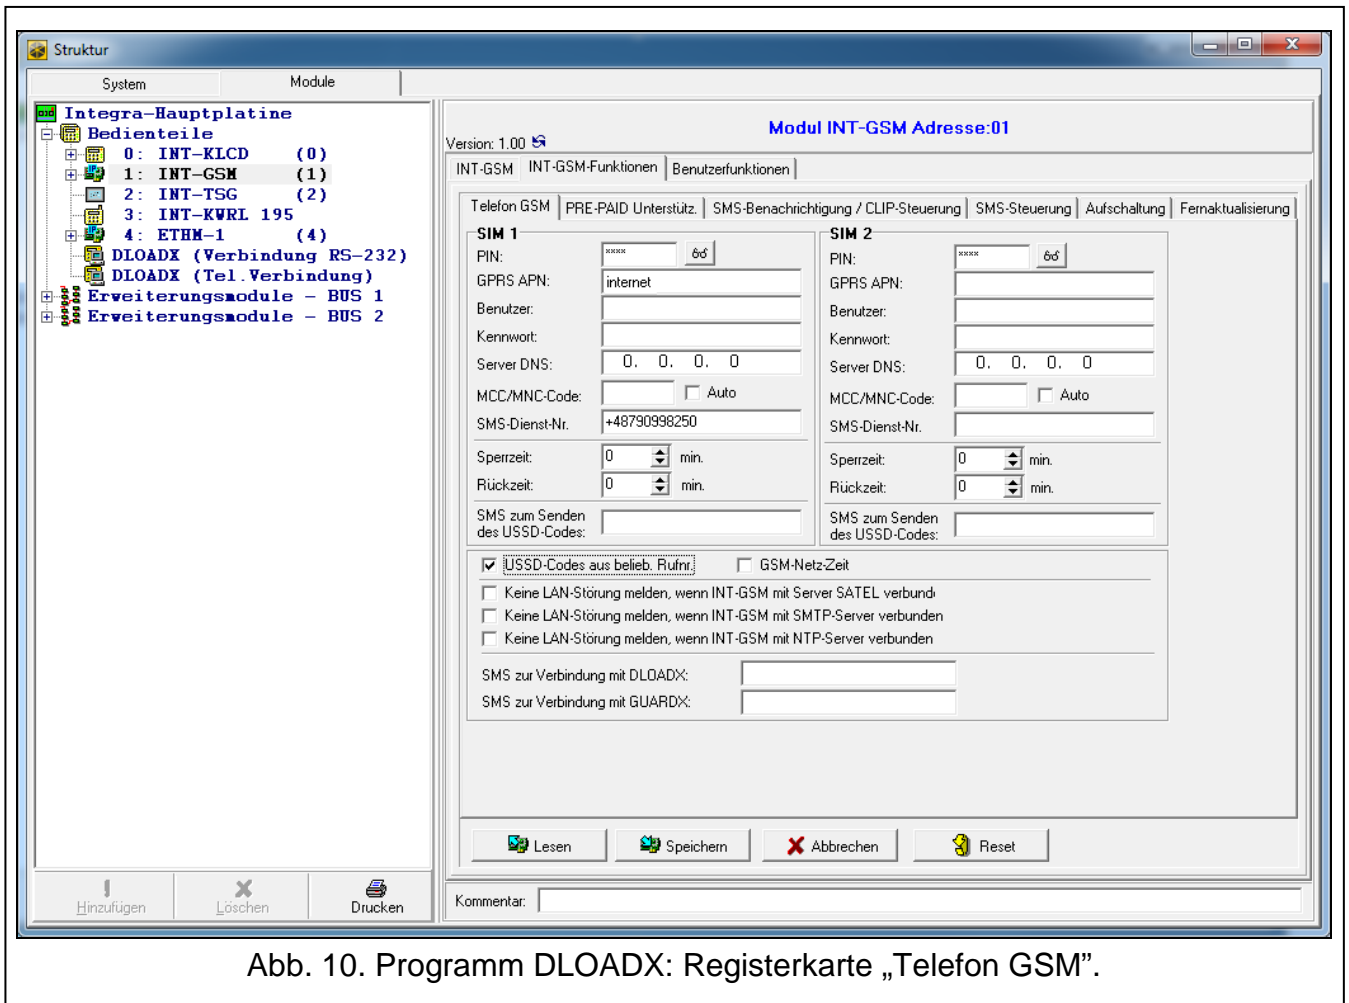 Struktur
System
Module
Integra-Hauptplatine
Bedienteile
0: INT-KLCD (0)
1: INT-GSM (1)
2: INT-TSG (2)
3: INT-KWRL 195
4: ETHM-1 (4)
DLOADX (Verbindung RS-232)
DLOADX (Tel.Verbindung)
Erweiterungsmodule - BUS 1
Erweiterungsmodule - BUS 2
Hinzufügen
Löschen
Drucken
Modul INT-GSM Adresse:01
Version: 1.00
INT-GSM
INT-GSM-Funktionen
Benutzerfunktionen
Telefon GSM
PRE-PAID Unterstütz.
SMS-Benachrichtigung / CLIP-Steuerung
SMS-Steuerung
Aufschaltung
Fernaktualisierung
SIM 1
PIN: ****
GPRS APN: internet
Benutzer:
Kennwort:
Server DNS: 0. 0. 0. 0
MCC/MNC-Code: Auto
SMS-Dienst-Nr. +48790998250
Sperrzeit: 0 min.
Rückzeit: 0 min.
SMS zum Senden
des USSD-Codes:
SIM 2
PIN: ****
GPRS APN:
Benutzer:
Kennwort:
Server DNS: 0. 0. 0. 0
MCC/MNC-Code: Auto
SMS-Dienst-Nr.
Sperrzeit: 0 min.
Rückzeit: 0 min.
SMS zum Senden
des USSD-Codes:
USSD-Codes aus belieb. Rufnr.
GSM-Netz-Zeit
Keine LAN-Störung melden, wenn INT-GSM mit Server SATEL verbund
Keine LAN-Störung melden, wenn INT-GSM mit SMTP-Server verbunden
Keine LAN-Störung melden, wenn INT-GSM mit NTP-Server verbunden
SMS zur Verbindung mit DLOADX:
SMS zur Verbindung mit GUARDX:
Lesen
Speichern
Abbrechen
Reset
Kommentar:
Abb. 10. Programm DLOADX: Registerkarte „Telefon GSM”.